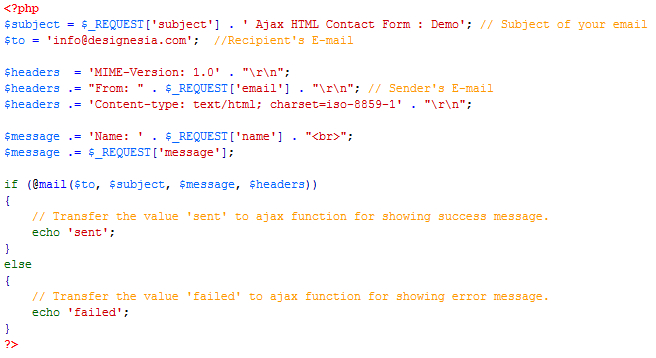 <?php
$subject = $_REQUEST['subject'] . ' Ajax HTML Contact Form : Demo'; // Subject of your email
$to = 'info@designesia.com';  //Recipient's E-mail

$headers  = 'MIME-Version: 1.0' . "\r\n";
$headers .= "From: " . $_REQUEST['email'] . "\r\n"; // Sender's E-mail
$headers .= 'Content-type: text/html; charset=iso-8859-1' . "\r\n";

$message .= 'Name: ' . $_REQUEST['name'] . "<br>";
$message .= $_REQUEST['message'];

if (@mail($to, $subject, $message, $headers))
{
    // Transfer the value 'sent' to ajax function for showing success message.
    echo 'sent';
}
else
{
    // Transfer the value 'failed' to ajax function for showing error message.
    echo 'failed';
}
?>